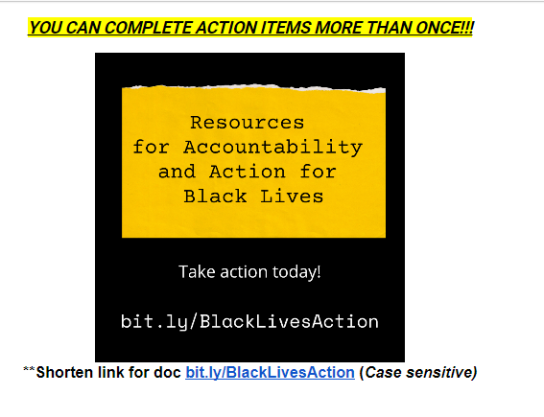 YOU CAN COMPLETE ACTION ITEMS MORE THAN ONCE!!!
Resources
for Accountability
and Action for
Black Lives
Take action today!
bit.ly/BlackLivesAction
**Shorten link for doc bit.ly/BlackLivesAction (Case sensitive)